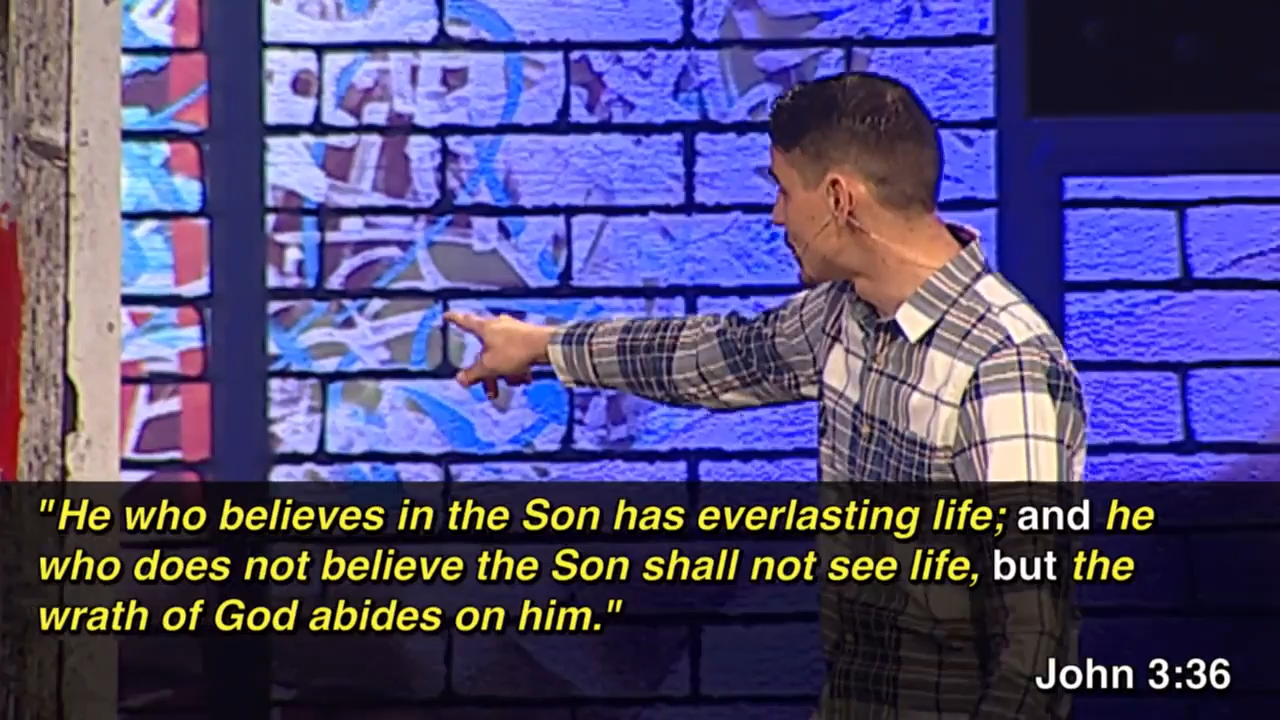 "He who believes in the Son has everlasting life; and he
who does not believe the Son shall not see life, but the
wrath of God abides on him."
John 3:36